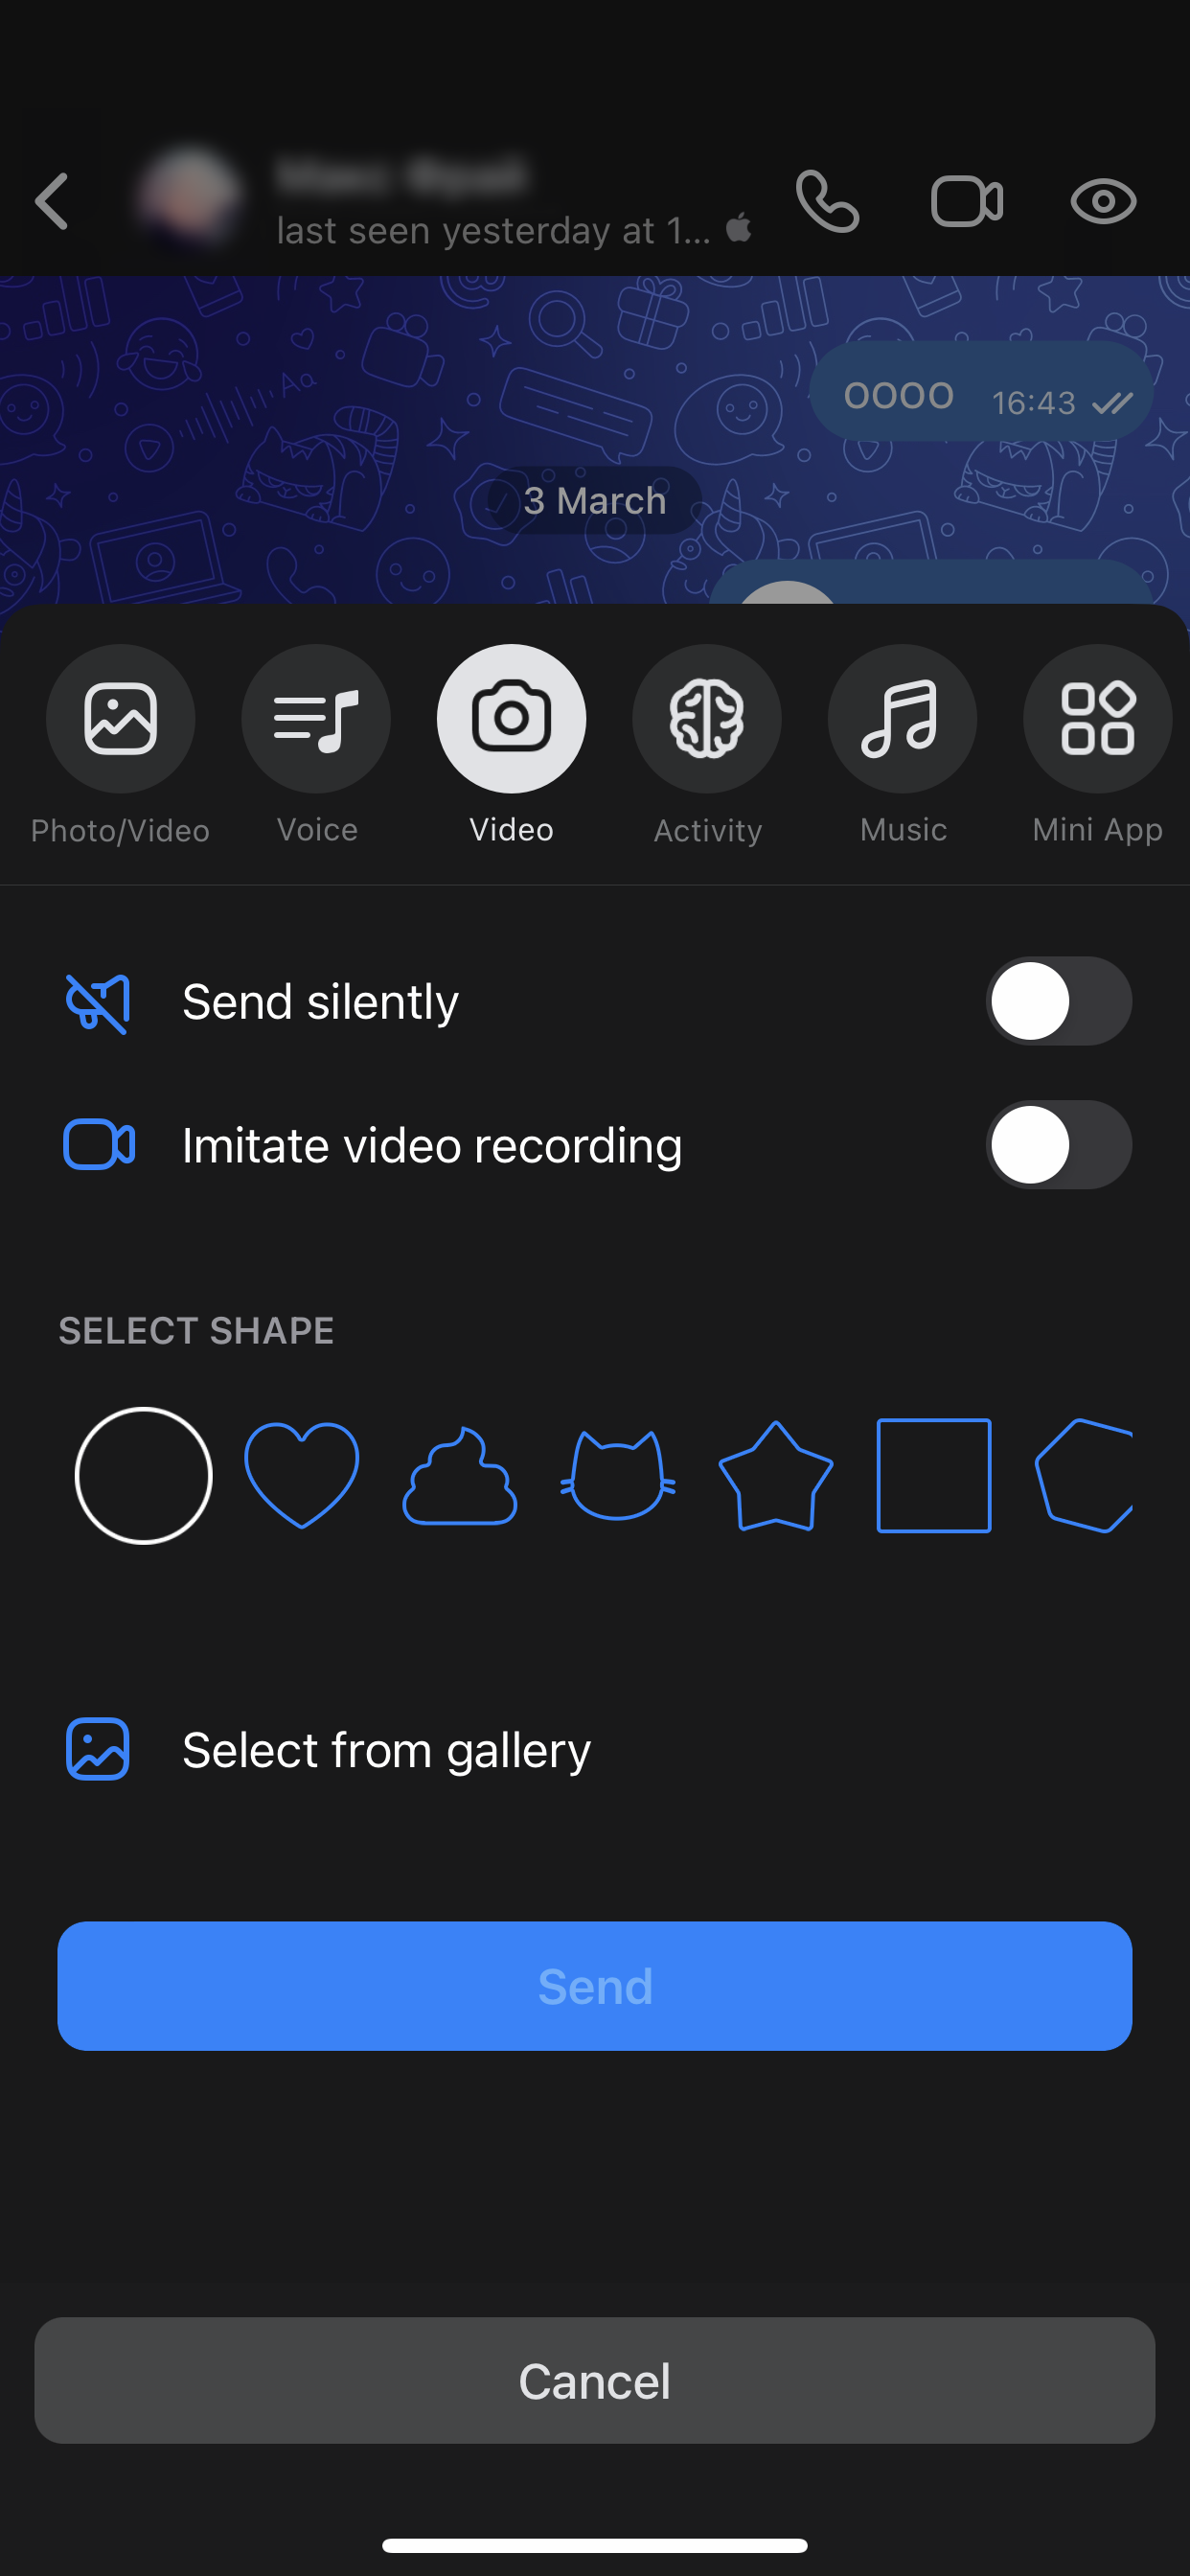 last seen yesterday at 1...
oooo 16:43
3 March
Photo/Video Voice Video Activity Music Mini App
Send silently
Imitate video recording
SELECT SHAPE
Select from gallery
Send
Cancel